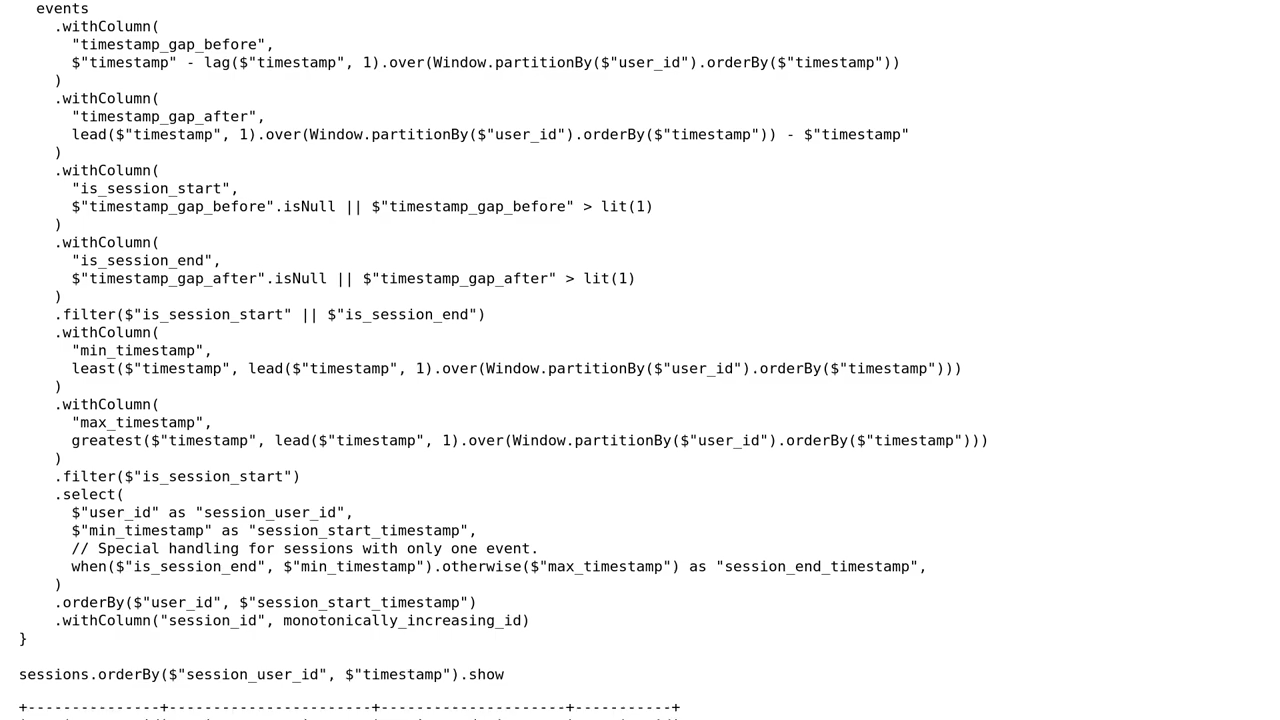 events
.withColumn(
"timestamp_gap_before",
$"timestamp" - lag($"timestamp", 1).over(Window.partitionBy($"user_id").orderBy($"timestamp"))
)
.withColumn(
"timestamp_gap_after",
lead($"timestamp", 1).over(Window.partitionBy($"user_id").orderBy($"timestamp")) - $"timestamp"
)
.withColumn(
"is_session_start",
$"timestamp_gap_before".isNull || $"timestamp_gap_before" > lit(1)
)
.withColumn(
"is_session_end",
$"timestamp_gap_after".isNull || $"timestamp_gap_after" > lit(1)
)
.filter($"is_session_start" || $"is_session_end")
.withColumn(
"min_timestamp",
least($"timestamp", lead($"timestamp", 1).over(Window.partitionBy($"user_id").orderBy($"timestamp")))
)
.withColumn(
"max_timestamp",
greatest($"timestamp", lead($"timestamp", 1).over(Window.partitionBy($"user_id").orderBy($"timestamp")))
)
.filter($"is_session_start")
.select(
$"user_id" as "session_user_id",
$"min_timestamp" as "session_start_timestamp",
// Special handling for sessions with only one event.
when($"is_session_end", $"min_timestamp").otherwise($"max_timestamp") as "session_end_timestamp",
)
.orderBy($"user_id", $"session_start_timestamp")
.withColumn("session_id", monotonically_increasing_id)
}
sessions.orderBy($"session_user_id", $"timestamp").show
+---------------+-----------------------+---------------------+-----------+